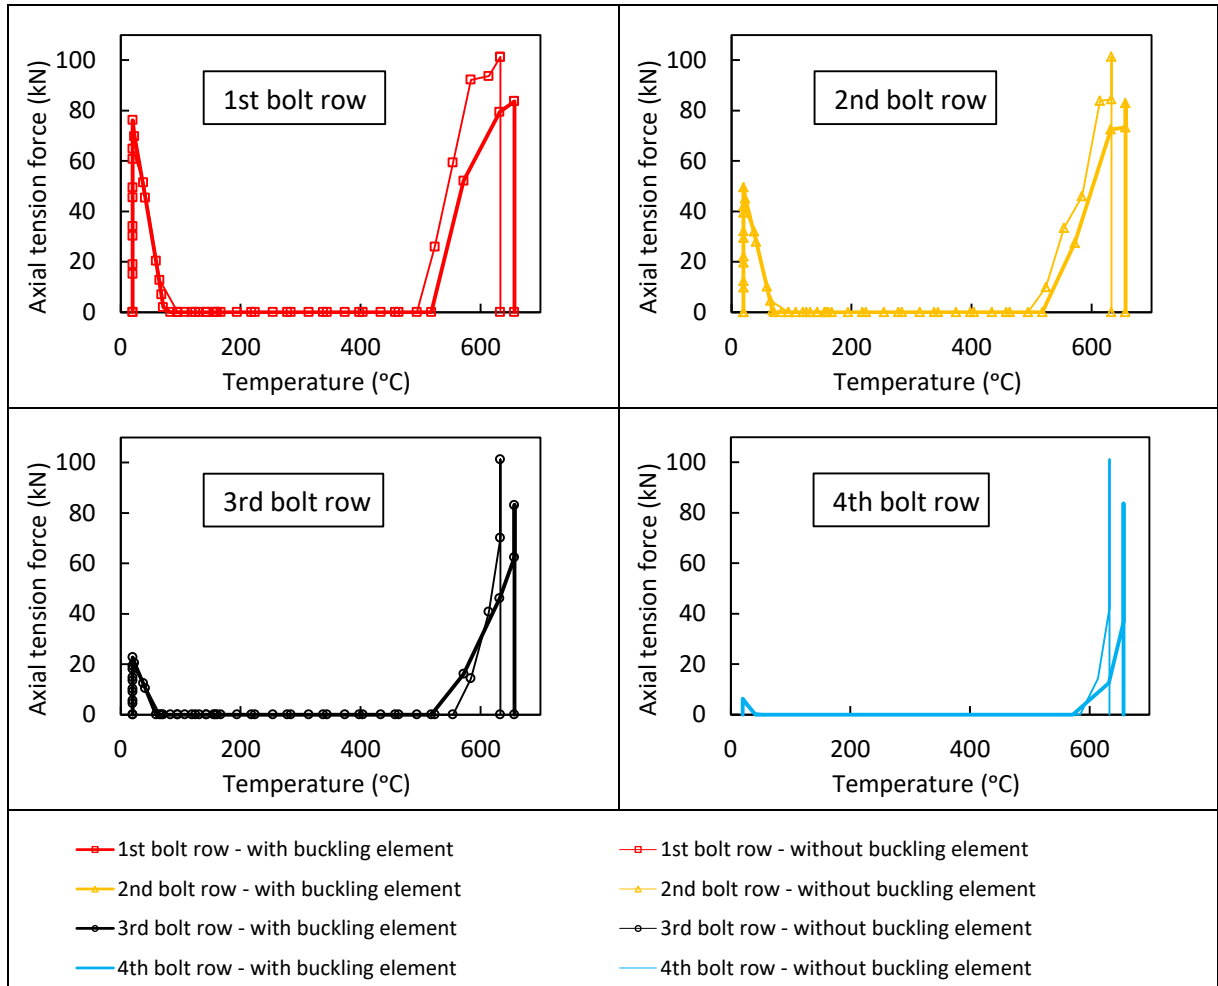 Axial tension force (kN)
100
80
60
40
20
0
1st bolt row
0 200 400 600
Temperature (°C)
Axial tension force (kN)
100
80
60
40
20
0
2nd bolt row
0 200 400 600
Temperature (°C)
Axial tension force (kN)
100
80
60
40
20
0
3rd bolt row
0 200 400 600
Temperature (°C)
Axial tension force (kN)
100
80
60
40
20
0
4th bolt row
0 200 400 600
Temperature (°C)
1st bolt row - with buckling element
1st bolt row - without buckling element
2nd bolt row - with buckling element
2nd bolt row - without buckling element
3rd bolt row - with buckling element
3rd bolt row - without buckling element
4th bolt row - with buckling element
4th bolt row - without buckling element